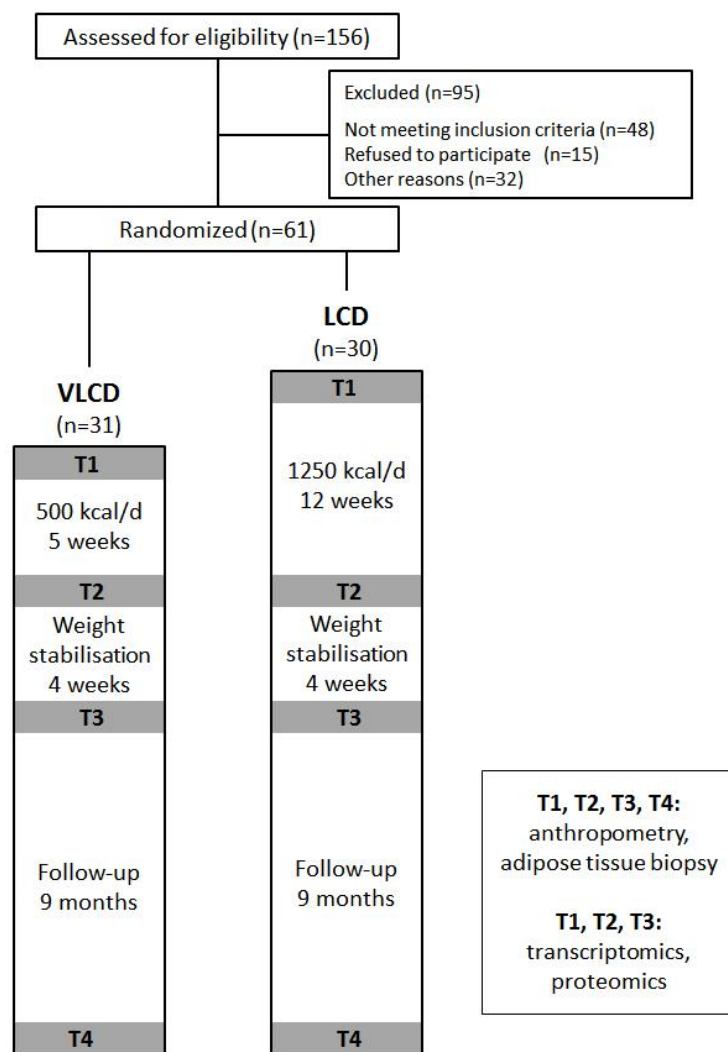 Assessed for eligibility (n=156)
Excluded (n=95)
Not meeting inclusion criteria (n=48)
Refused to participate (n=15)
Other reasons (n=32)
Randomized (n=61)
LCD
(n=30)
VLCD
(n=31)
T1
1250 kcal/d
12 weeks
T1
500 kcal/d
5 weeks
T2
Weight
stabilisation
4 weeks
T3
Follow-up
9 months
T4
T2
Weight
stabilisation
4 weeks
T3
Follow-up
9 months
T4
T1, T2, T3, T4:
anthropometry,
adipose tissue biopsy
T1, T2, T3:
transcriptomics,
proteomics